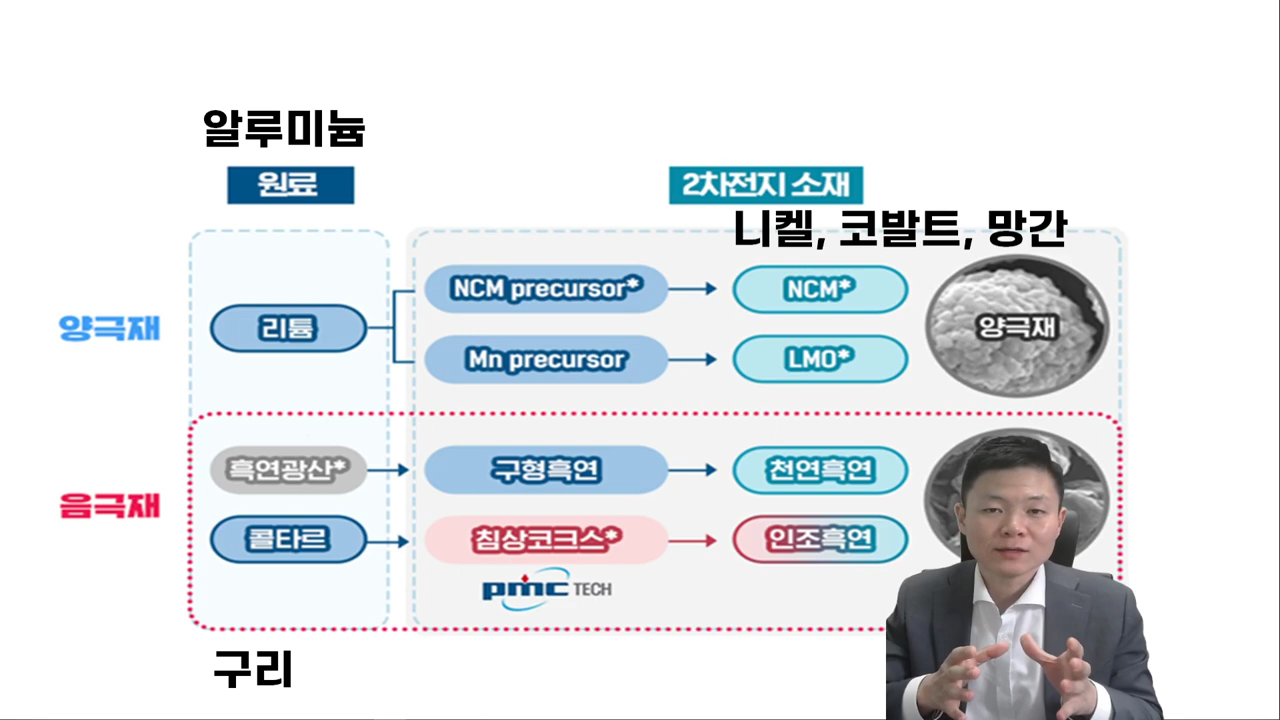 알루미늄
원료
2차전지 소재
니켈, 코발트, 망간
양극재
리튬
NCM precursor*
NCM*
Mn precursor
LMO*
양극재
음극재
흑연광산*
구형흑연
천연흑연
콜타르
침상코크스*
인조흑연
pmc TECH
구리